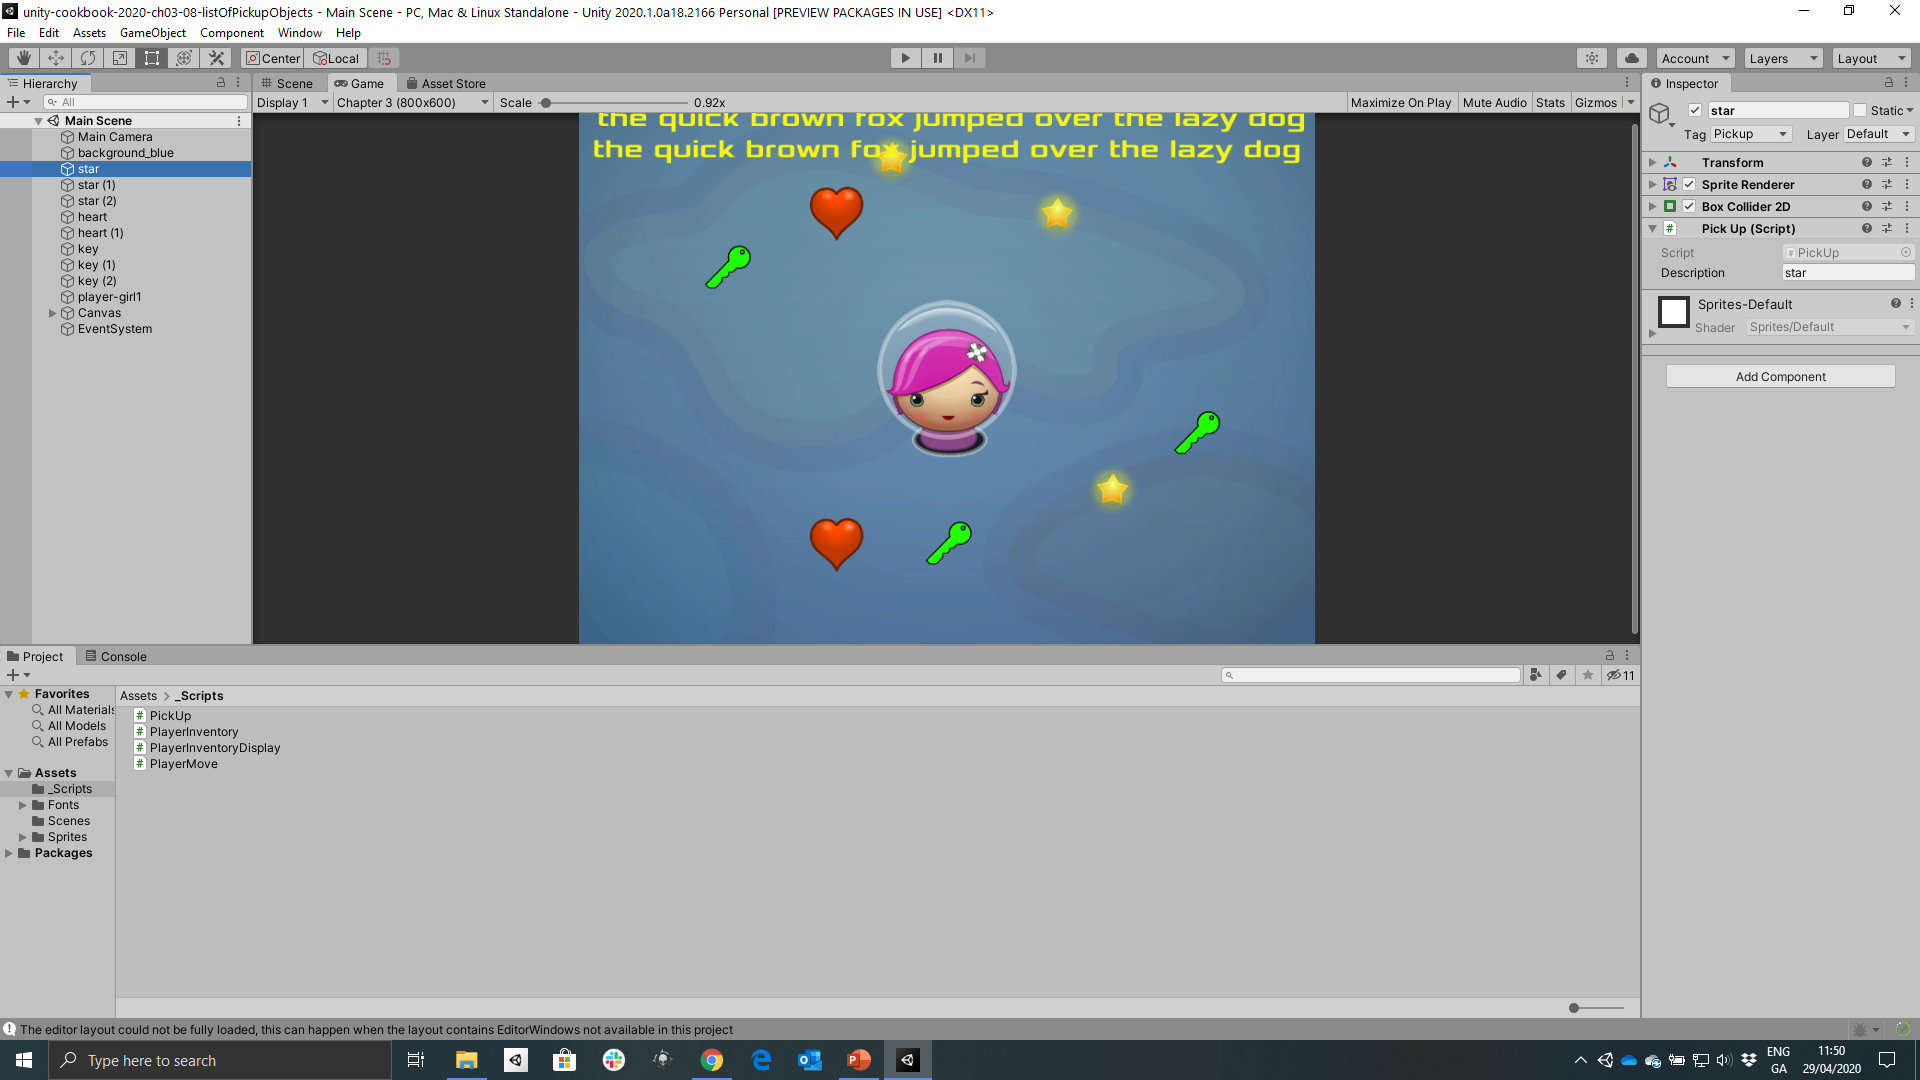 unity-cookbook-2020-ch03-08-listOfPickupObjects - Main Scene - PC, Mac & Linux Standalone - Unity 2020.1.0a18.2166 Personal [PREVIEW PACKAGES IN USE] <DX11>
File Edit Assets GameObject Component Window Help
Center Local Account Layers Layout
Hierarchy
All
Main Scene
Main Camera
background_blue
star
star (1)
star (2)
heart
heart (1)
key
key (1)
key (2)
player-girl1
Canvas
EventSystem
Scene Game Asset Store
Display 1 Chapter 3 (800x600) Scale 0.92x Maximize On Play Mute Audio Stats Gizmos
the quick brown fox jumped over the lazy dog
the quick brown fox jumped over the lazy dog
Inspector
star Static
Tag Pickup Layer Default
Transform
Sprite Renderer
Box Collider 2D
# Pick Up (Script)
Script # PickUp
Description star
Sprites-Default
Shader Sprites/Default
Add Component
Project Console
11
Favorites
All Materials
All Models
All Prefabs
Assets
_Scripts
Fonts
Scenes
Sprites
Packages
Assets > _Scripts
# PickUp
# PlayerInventory
# PlayerInventoryDisplay
# PlayerMove
The editor layout could not be fully loaded, this can happen when the layout contains EditorWindows not available in this project
Type here to search
ENG
GA
11:50
29/04/2020